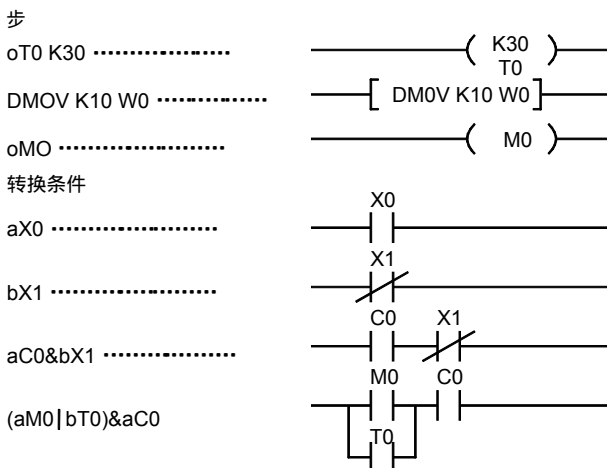 步
oT0 K30 ························ K30
T0
DMOV K10 W0 ··················· DM0V K10 W0
oMO ····························· M0
转换条件
X0
aX0 ·····························
X1
bX1 ·····························
C0 X1
aC0&bX1 ·······················
M0 C0
(aM0|bT0)&aC0
T0